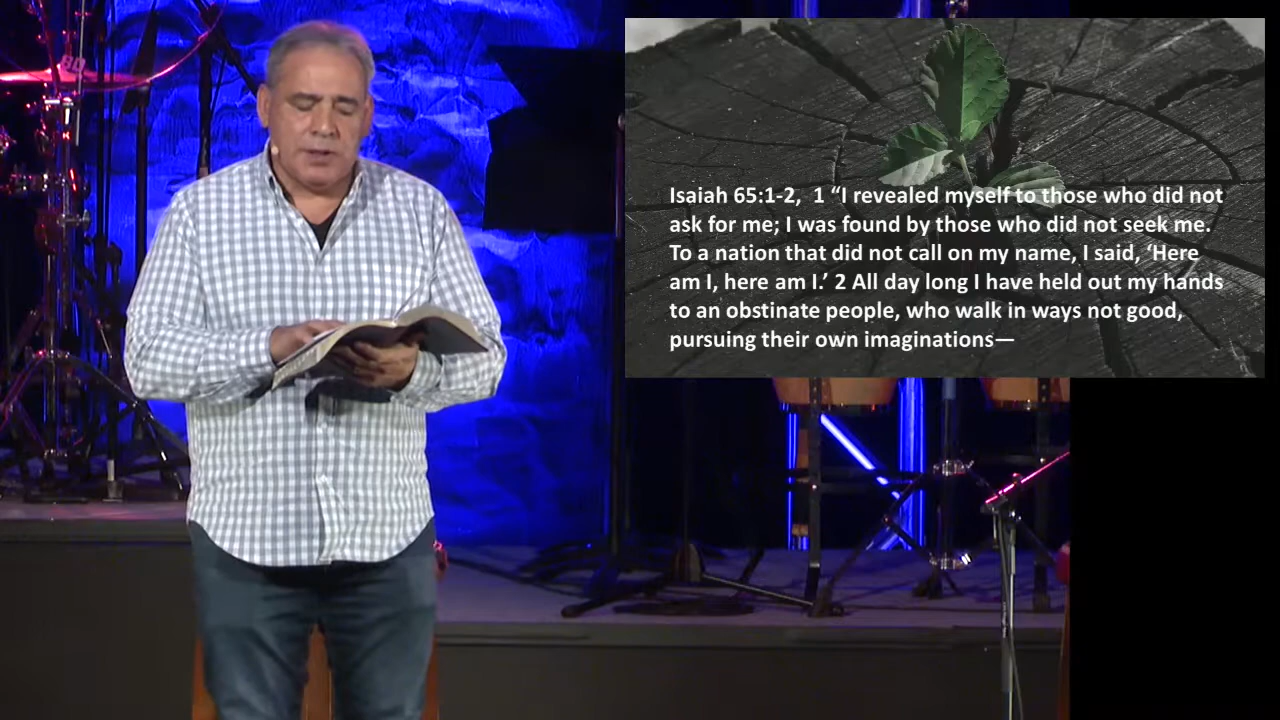 Isaiah 65:1-2,  1 “I revealed myself to those who did not
ask for me; I was found by those who did not seek me.
To a nation that did not call on my name, I said, ‘Here
am I, here am I.’ 2 All day long I have held out my hands
to an obstinate people, who walk in ways not good,
pursuing their own imaginations—